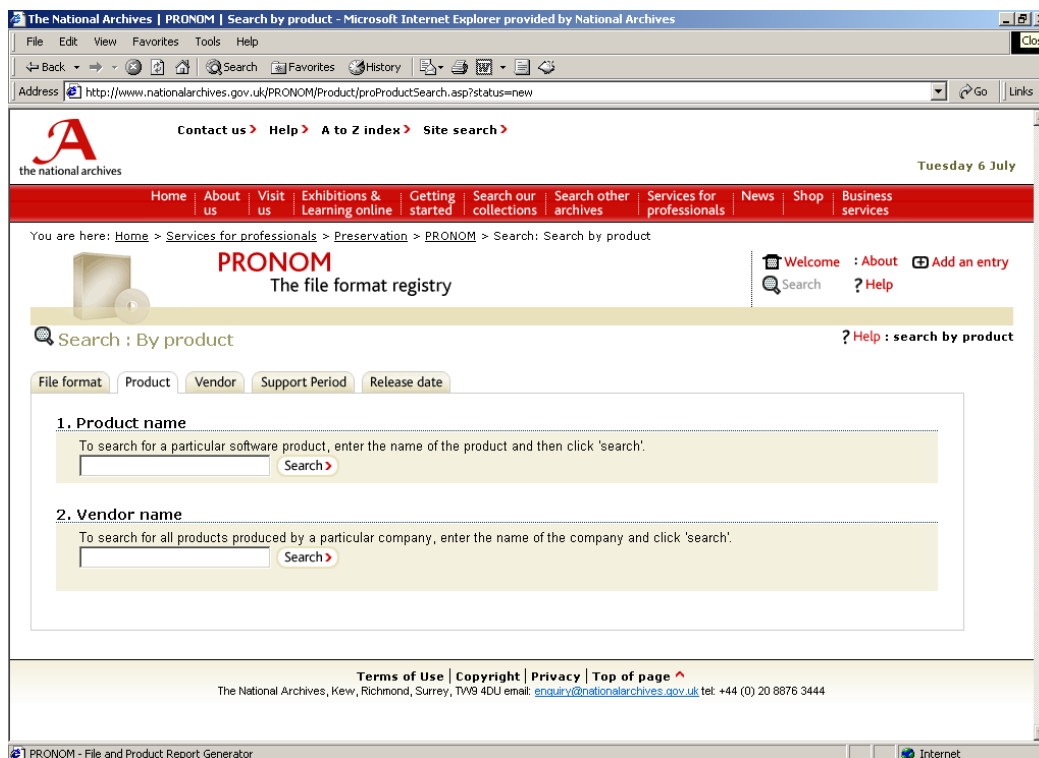 The National Archives | PRONOM | Search by product - Microsoft Internet Explorer provided by National Archives
File Edit View Favorites Tools Help
Back Search Favorites History
Address http://www.nationalarchives.gov.uk/PRONOM/Product/proProductSearch.asp?status=new Go Links
Contact us Help A to Z index Site search
A
the national archives
Tuesday 6 July
Home About us Visit us Exhibitions & Learning online Getting started Search our collections Search other archives Services for professionals News Shop Business services
You are here: Home > Services for professionals > Preservation > PRONOM > Search: Search by product
PRONOM
The file format registry
Welcome : About Add an entry
Search ? Help
Search : By product
? Help : search by product
File format Product Vendor Support Period Release date
1. Product name
To search for a particular software product, enter the name of the product and then click 'search'.
Search
2. Vendor name
To search for all products produced by a particular company, enter the name of the company and click 'search'.
Search
Terms of Use | Copyright | Privacy | Top of page ^
The National Archives, Kew, Richmond, Surrey, TW9 4DU email: enquiry@nationalarchives.gov.uk tel: +44 (0) 20 8876 3444
PRONOM - File and Product Report Generator Internet